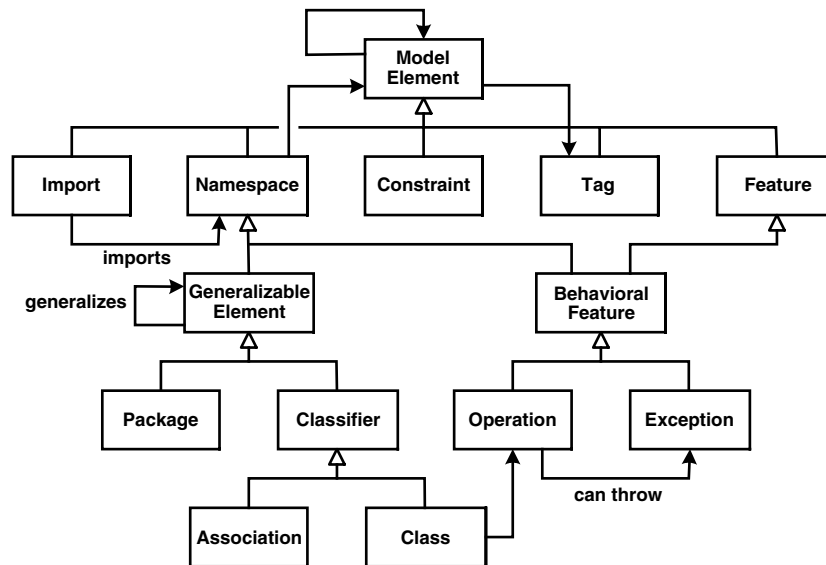 Model
Element
Import
Namespace
Constraint
Tag
Feature
imports
generalizes
Generalizable
Element
Behavioral
Feature
Package
Classifier
Operation
Exception
can throw
Association
Class